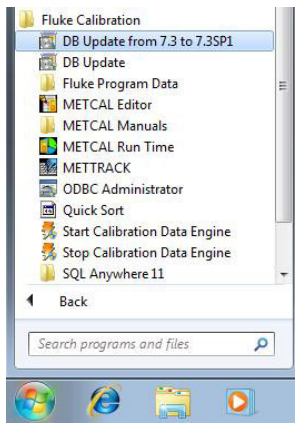 Fluke Calibration
DB Update from 7.3 to 7.3SP1
DB Update
Fluke Program Data
METCAL Editor
METCAL Manuals
METCAL Run Time
METTRACK
ODBC Administrator
Quick Sort
Start Calibration Data Engine
Stop Calibration Data Engine
SQL Anywhere 11
Back
Search programs and files